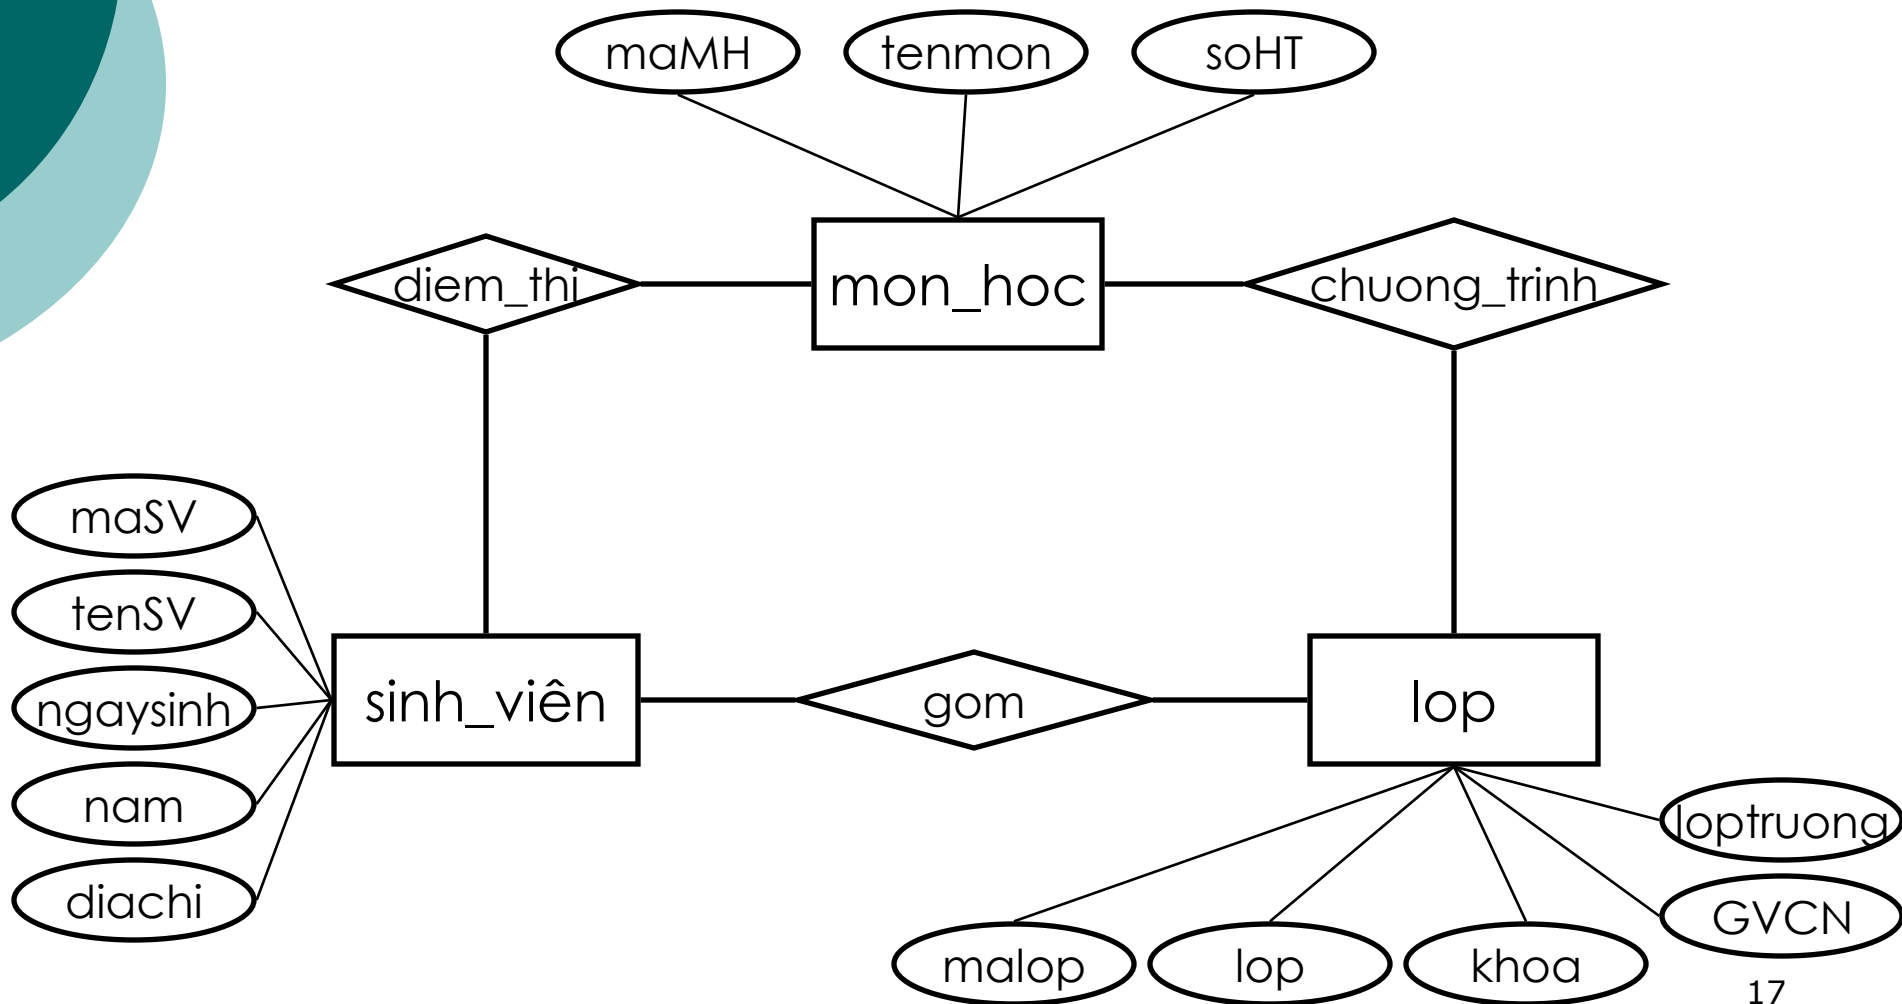 maMH
tenmon
soHT
diem_thi
mon_hoc
chuong_trinh
maSV
tenSV
ngaysinh
nam
diachi
sinh_viên
gom
lop
loptruong
GVCN
malop
lop
khoa
17